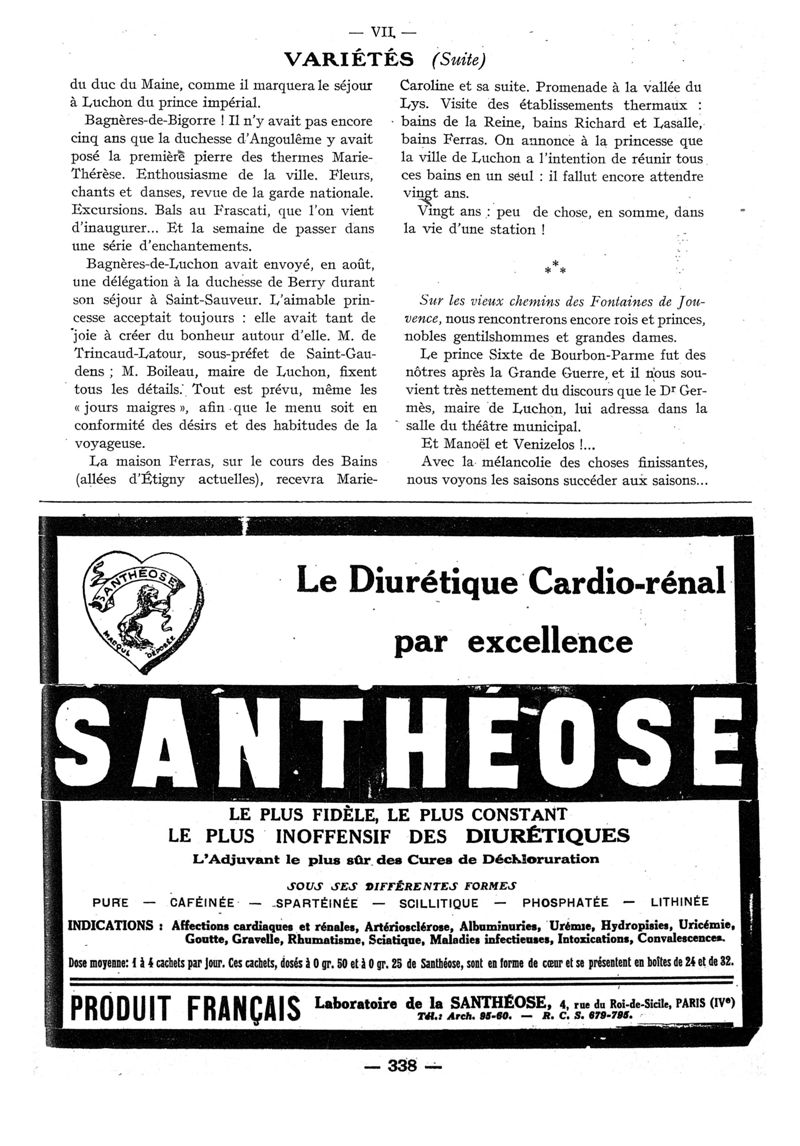 — VII —
VARIÉTÉS (Suite)
du duc du Maine, comme il marquera le séjour
à Luchon du prince impérial.
Bagnères-de-Bigorre ! Il n'y avait pas encore
cinq ans que la duchesse d'Angoulême y avait
posé la première pierre des thermes Marie-
Thérèse. Enthousiasme de la ville. Fleurs,
chants et danses, revue de la garde nationale.
Excursions. Bals au Frascati, que l'on vient
d'inaugurer... Et la semaine de passer dans
une série d'enchantements.
Bagnères-de-Luchon avait envoyé, en août,
une délégation à la duchesse de Berry durant
son séjour à Saint-Sauveur. L'aimable prin-
cesse acceptait toujours : elle avait tant de
joie à créer du bonheur autour d'elle. M. de
Trincaud-Latour, sous-préfet de Saint-Gau-
dens ; M. Boileau, maire de Luchon, fixent
tous les détails. Tout est prévu, même les
« jours maigres », afin que le menu soit en
conformité des désirs et des habitudes de la
voyageuse.
La maison Ferras, sur le cours des Bains
(allées d'Étigny actuelles), recevra Marie-
Caroline et sa suite. Promenade à la vallée du
Lys. Visite des établissements thermaux :
bains de la Reine, bains Richard et Lasalle,
bains Ferras. On annonce à la princesse que
la ville de Luchon a l'intention de réunir tous
ces bains en un seul : il fallut encore attendre
vingt ans.
Vingt ans : peu de chose, en somme, dans
la vie d'une station !
***
Sur les vieux chemins des Fontaines de Jou-
vence, nous rencontrerons encore rois et princes,
nobles gentilshommes et grandes dames.
Le prince Sixte de Bourbon-Parme fut des
nôtres après la Grande Guerre, et il nous sou-
vient très nettement du discours que le Dr Ger-
mès, maire de Luchon, lui adressa dans la
salle du théâtre municipal.
Et Manoël et Venizelos !...
Avec la mélancolie des choses finissantes,
nous voyons les saisons succéder aux saisons...
SANTHÉOSE
MARQUE DÉPOSÉE
Le Diurétique Cardio-rénal
par excellence
SANTHÉOSE
LE PLUS FIDÈLE, LE PLUS CONSTANT
LE PLUS INOFFENSIF DES DIURÉTIQUES
L'Adjuvant le plus sûr des Cures de Déchloruration
SOUS SES DIFFÉRENTES FORMES
PURE — CAFÉINÉE — SPARTÉINÉE — SCILLITIQUE — PHOSPHATÉE — LITHINÉE
INDICATIONS : Affections cardiaques et rénales, Artériosclérose, Albuminuries, Urémie, Hydropisies, Uricémie,
Goutte, Gravelle, Rhumatisme, Sciatique, Maladies infectieuses, Intoxications, Convalescences.
Dose moyenne: 1 à 4 cachets par jour. Ces cachets, dosés à 0 gr. 50 et à 0 gr. 25 de Santhéose, sont en forme de cœur et se présentent en boîtes de 24 et de 32.
PRODUIT FRANÇAIS
Laboratoire de la SANTHÉOSE, 4, rue du Roi-de-Sicile, PARIS (IVe)
Tél.: Arch. 95-60. — R. C. S. 679-795.
— 338 —